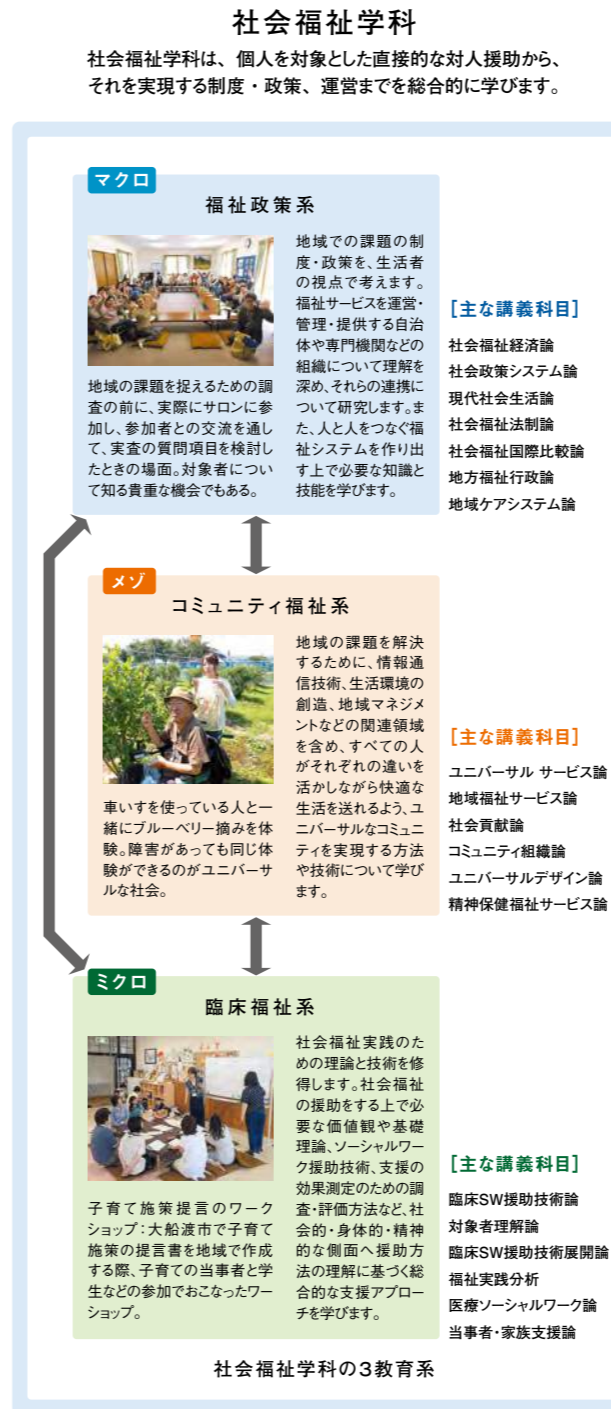 社会福祉学科
社会福祉学科は、個人を対象とした直接的な対人援助から、
それを実現する制度・政策、運営までを総合的に学びます。
マクロ
福祉政策系
地域の課題を捉えるための調
査の前に、実際にサロンに参
加し、参加者との交流を通し
て、実査の質問項目を検討し
たときの場面。対象者につい
て知る貴重な機会でもある。
地域での課題の制
度・政策を、生活者
の視点で考えます。
福祉サービスを運営・
管理・提供する自治
体や専門機関などの
組織について理解を
深め、それらの連携に
ついて研究します。ま
た、人と人をつなぐ福
祉システムを作り出
す上で必要な知識と
技能を学びます。
[主な講義科目]
社会福祉経済論
社会政策システム論
現代社会生活論
社会福祉法制論
社会福祉国際比較論
地方福祉行政論
地域ケアシステム論
メゾ
コミュニティ福祉系
車いすを使っている人と一
緒にブルーベリー摘みを体
験。障害があっても同じ体
験ができるのがユニバーサ
ルな社会。
地域の課題を解決
するために、情報通
信技術、生活環境の
創造、地域マネジメ
ントなどの関連領域
を含め、すべての人
がそれぞれの違いを
活かしながら快適な
生活を送れるよう、ユ
ニバーサルなコミュニ
ティを実現する方法
や技術について学び
ます。
[主な講義科目]
ユニバーサル サービス論
地域福祉サービス論
社会貢献論
コミュニティ組織論
ユニバーサルデザイン論
精神保健福祉サービス論
ミクロ
臨床福祉系
子育て施策提言のワーク
ショップ：大船渡市で子育て
施策の提言書を地域で作成
する際、子育ての当事者と学
生などの参加でおこなったワー
ショップ。
社会福祉実践のた
めの理論と技術を修
得します。社会福祉
の援助をする上で必
要な価値観や基礎
理論、ソーシャルワー
ク援助技術、支援の
効果測定のための調
査・評価方法など、社
会的・身体的・精神
的な側面へ援助方
法の理解に基づく総
合的な支援アプロー
チを学びます。
[主な講義科目]
臨床SW援助技術論
対象者理解論
臨床SW援助技術展開論
福祉実践分析
医療ソーシャルワーク論
当事者・家族支援論
社会福祉学科の3教育系